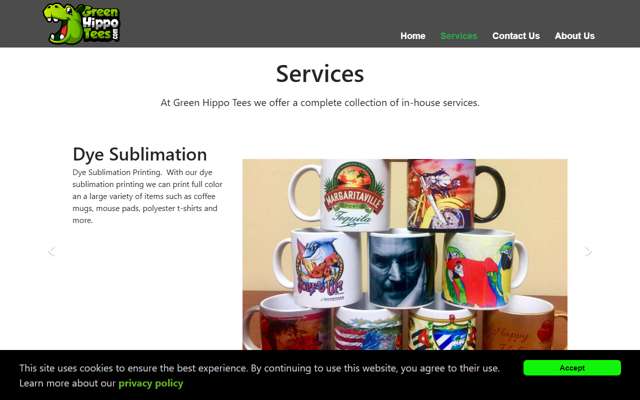 Green
Hippo
Tees
.com
Home
Services
Contact Us
About Us
Services
At Green Hippo Tees we offer a complete collection of in-house services.
Dye Sublimation
Dye Sublimation Printing.  With our dye
sublimation printing we can print full color
an a large variety of items such as coffee
mugs, mouse pads, polyester t-shirts and
more.
MARGARITAVILLE
Tequila
Happy
This site uses cookies to ensure the best experience. By continuing to use this website, you agree to their use.
Learn more about our privacy policy
Accept